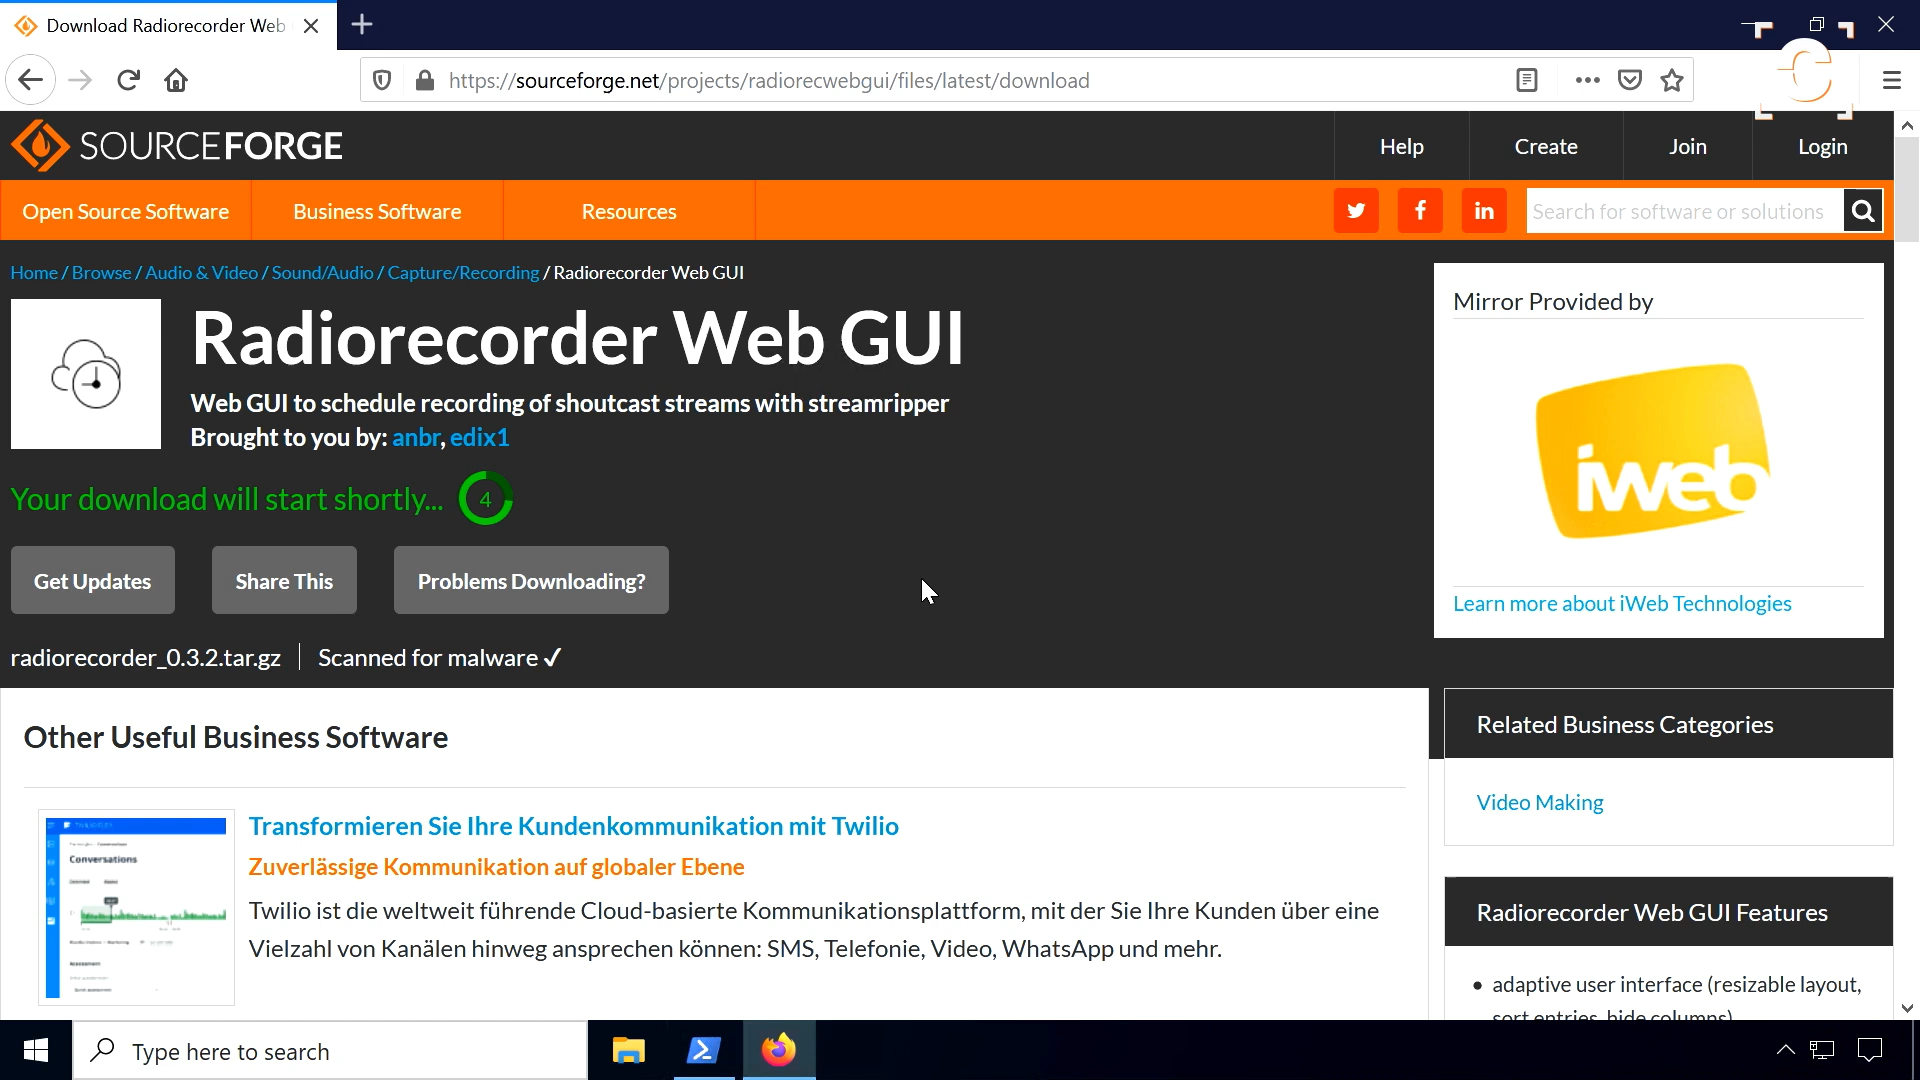 Download Radiorecorder Web
https://sourceforge.net/projects/radiorecwebgui/files/latest/download
SOURCEFORGE
Help
Create
Join
Login
Open Source Software
Business Software
Resources
Search for software or solutions
Home / Browse / Audio & Video / Sound/Audio / Capture/Recording / Radiorecorder Web GUI
Radiorecorder Web GUI
Web GUI to schedule recording of shoutcast streams with streamripper
Brought to you by: anbr, edix1
Your download will start shortly... 4
Get Updates
Share This
Problems Downloading?
radiorecorder_0.3.2.tar.gz
Scanned for malware ✓
Mirror Provided by
iweb
Learn more about iWeb Technologies
Other Useful Business Software
Conversations
Transformieren Sie Ihre Kundenkommunikation mit Twilio
Zuverlässige Kommunikation auf globaler Ebene
Twilio ist die weltweit führende Cloud-basierte Kommunikationsplattform, mit der Sie Ihre Kunden über eine
Vielzahl von Kanälen hinweg ansprechen können: SMS, Telefonie, Video, WhatsApp und mehr.
Related Business Categories
Video Making
Radiorecorder Web GUI Features
• adaptive user interface (resizable layout,
sort entries, hide columns)
Type here to search